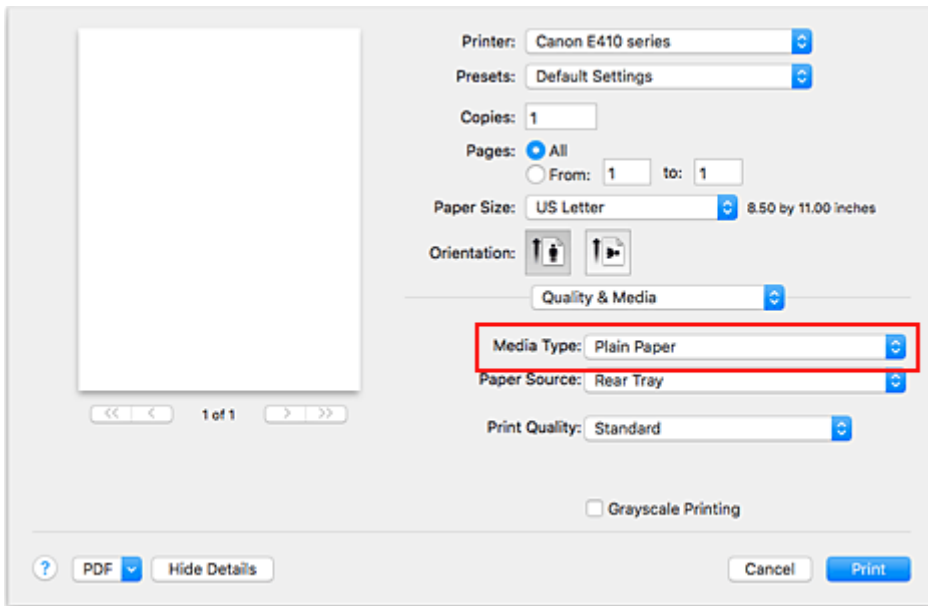 Printer: Canon E410 series
Presets: Default Settings
Copies: 1
Pages: All
From: 1 to: 1
Paper Size: US Letter 8.50 by 11.00 inches
Orientation:
Quality & Media
Media Type: Plain Paper
Paper Source: Rear Tray
<< < 1 of 1 > >>
Print Quality: Standard
Grayscale Printing
? PDF Hide Details Cancel Print